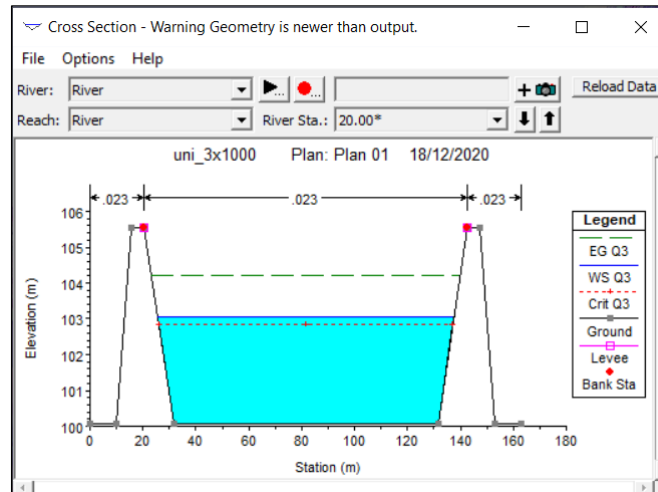 Cross Section - Warning Geometry is newer than output.
File Options Help
River: River Reload Data
Reach: River River Sta.: 20.00*
uni_3x1000 Plan: Plan 01 18/12/2020
.023 .023 .023
106
105
104
103
102
101
100
Elevation (m)
0 20 40 60 80 100 120 140 160 180
Station (m)
Legend
EG Q3
WS Q3
Crit Q3
Ground
Levee
Bank Sta